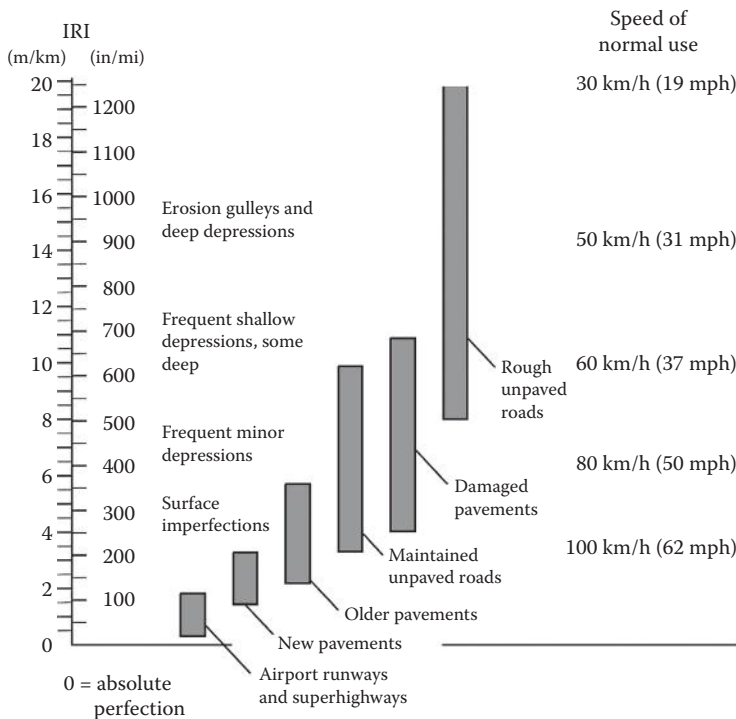 IRI
(m/km) (in/mi)
Speed of
normal use
20
18
16
14
12
10
8
6
4
2
0
1200
1100
1000
900
800
700
600
500
400
300
200
100
Erosion gulleys and
deep depressions
Frequent shallow
depressions, some
deep
Frequent minor
depressions
Surface
imperfections
Rough
unpaved
roads
Damaged
pavements
Maintained
unpaved roads
Older pavements
New pavements
Airport runways
and superhighways
30 km/h (19 mph)
50 km/h (31 mph)
60 km/h (37 mph)
80 km/h (50 mph)
100 km/h (62 mph)
0 = absolute
perfection